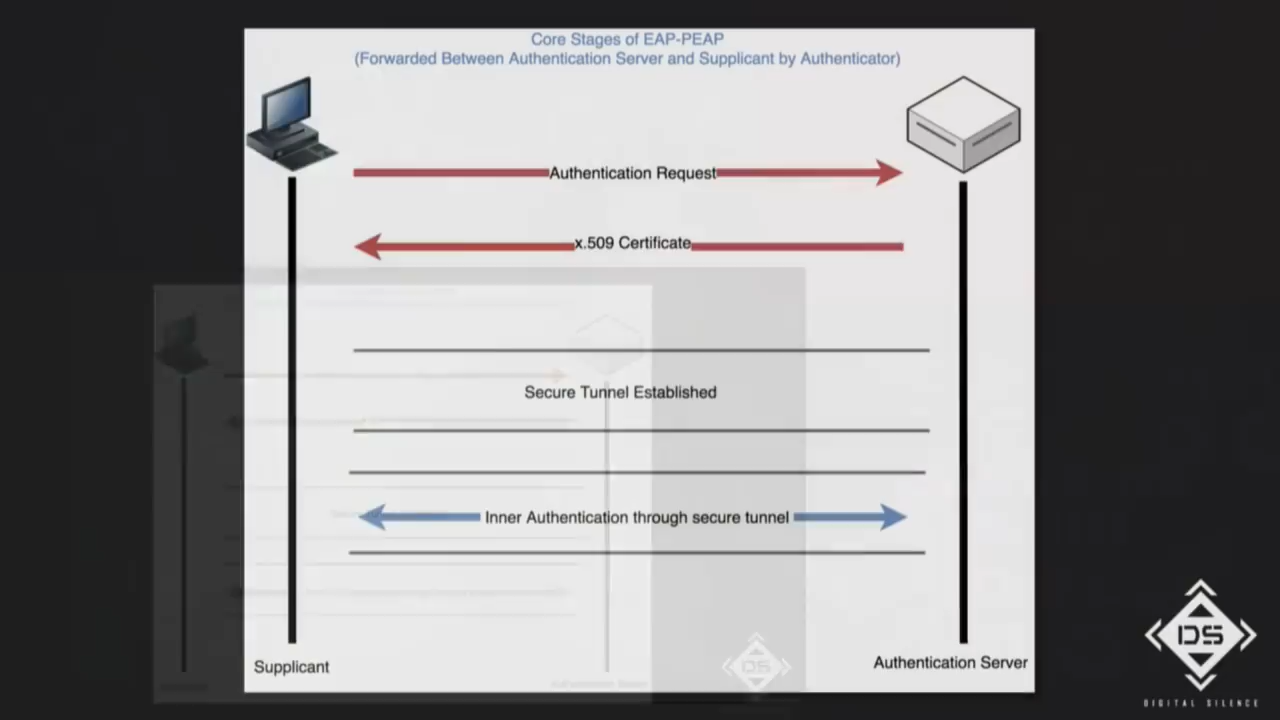 Core Stages of EAP-PEAP
(Forwarded Between Authentication Server and Supplicant by Authenticator)
Authentication Request
x.509 Certificate
Secure Tunnel Established
Inner Authentication through secure tunnel
Supplicant
Authentication Server
DS
DIGITAL SILENCE
DS